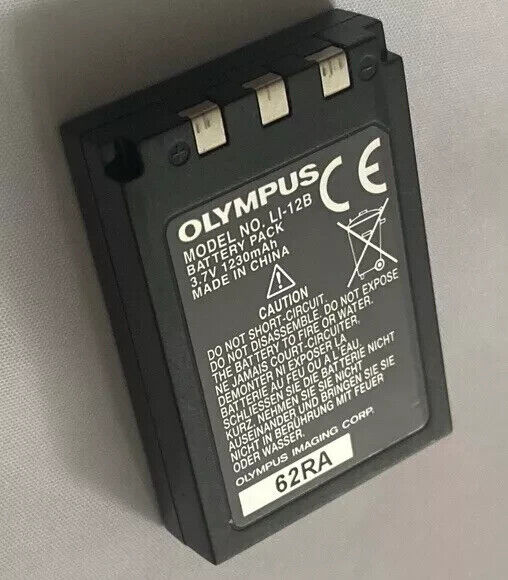 OLYMPUS
MODEL NO. LI-12B
BATTERY PACK
3.7V 1230mAh
MADE IN CHINA
CE
CAUTION
DO NOT SHORT-CIRCUIT.
DO NOT DISASSEMBLE. DO NOT EXPOSE
THE BATTERY TO FIRE OR WATER.
NE JAMAIS COURT-CIRCUITER,
DEMONTER NI EXPOSER LA
BATTERIE AU FEU OU A L'EAU
SCHLIESSEN SIE DIE BATTERIE NICHT
KURZ, NEHMEN SIE SIE NICHT
AUSEINANDER UND BRINGEN SIE SIE
NICHT IN BERÜHRUNG MIT FEUER
ODER WASSER.
OLYMPUS IMAGING CORP.
62RA